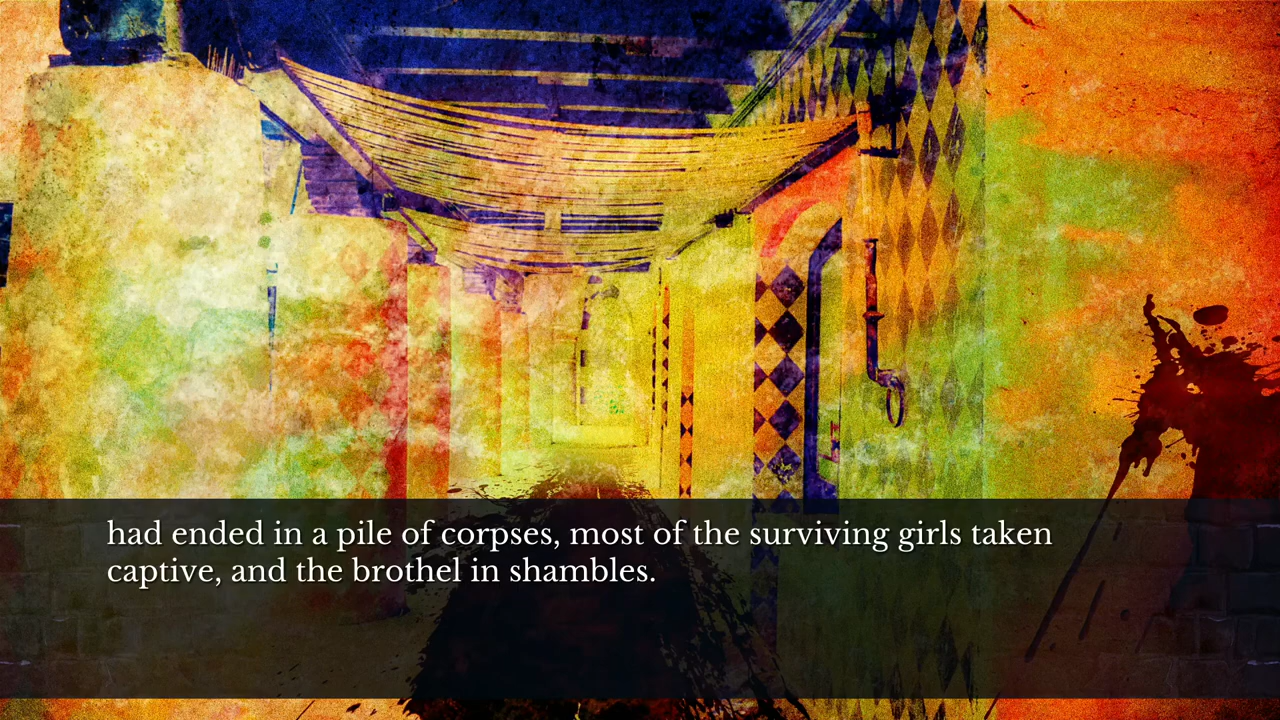 had ended in a pile of corpses, most of the surviving girls taken
captive, and the brothel in shambles.